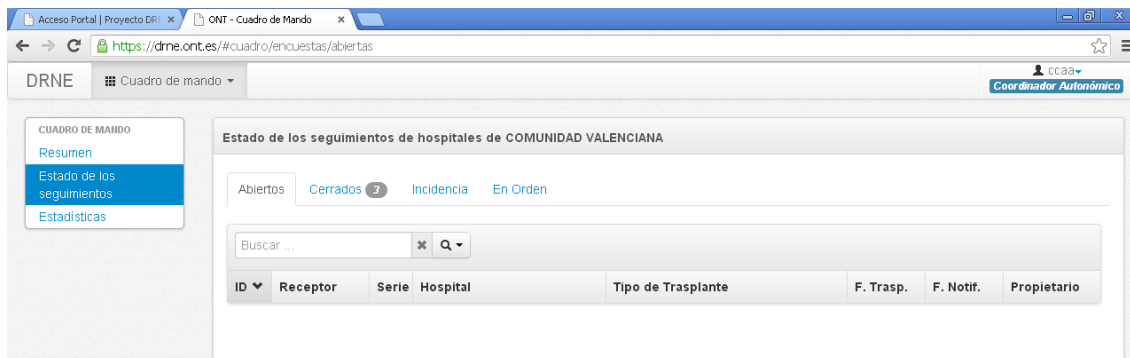 Acceso Portal | Proyecto DRN
ONT - Cuadro de Mando
https://drne.ont.es/#cuadro/encuestas/abiertas
DRNE
Cuadro de mando
ccaa
Coordinador Autonómico
CUADRO DE MANDO
Resumen
Estado de los
seguimientos
Estadísticas
Estado de los seguimientos de hospitales de COMUNIDAD VALENCIANA
Abiertos Cerrados 3 Incidencia En Orden
Buscar ...
ID Receptor Serie Hospital Tipo de Trasplante F. Trasp. F. Notif. Propietario